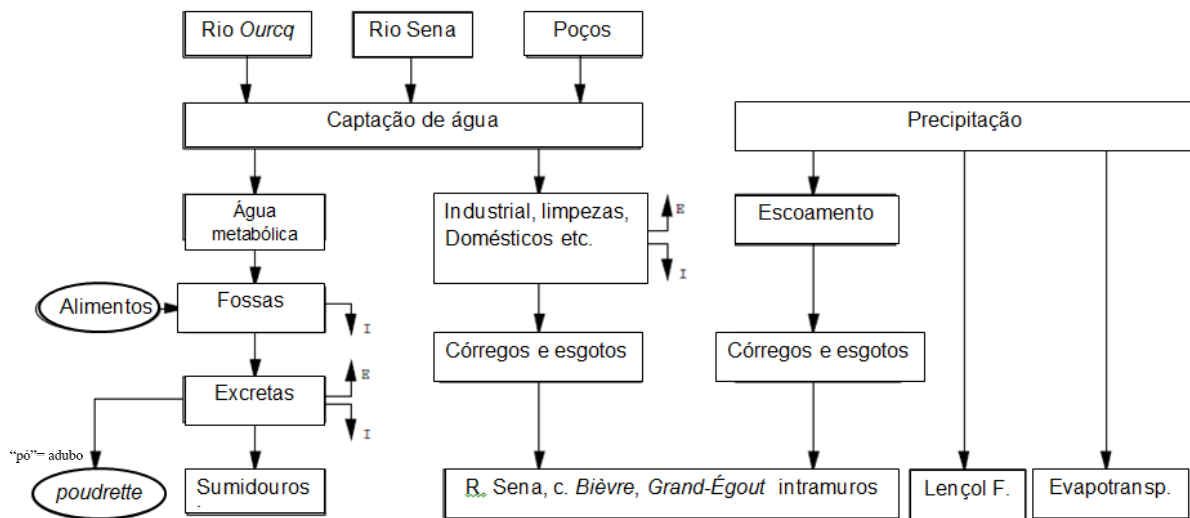 Rio Ourcq
Rio Sena
Poços
Captação de água
Precipitação
Água
metabólica
Industrial, limpezas,
Domésticos etc.
E
I
Escoamento
Alimentos
Fossas
I
Córregos e esgotos
Córregos e esgotos
Excretas
E
I
“pó”= adubo
poudrette
Sumidouros
R. Sena, c. Bièvre, Grand-Égout intramuros
Lençol F.
Evapotransp.